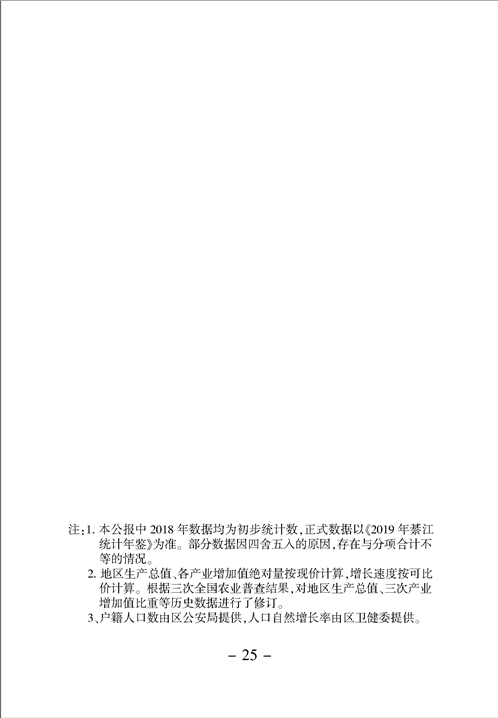 注:1. 本公报中 2018 年数据均为初步统计数,正式数据以《2019 年綦江
统计年鉴》为准。部分数据因四舍五入的原因,存在与分项合计不
等的情况。
2. 地区生产总值、各产业增加值绝对量按现价计算,增长速度按可比
价计算。根据三次全国农业普查结果,对地区生产总值、三次产业
增加值比重等历史数据进行了修订。
3、户籍人口数由区公安局提供,人口自然增长率由区卫健委提供。
- 25 -